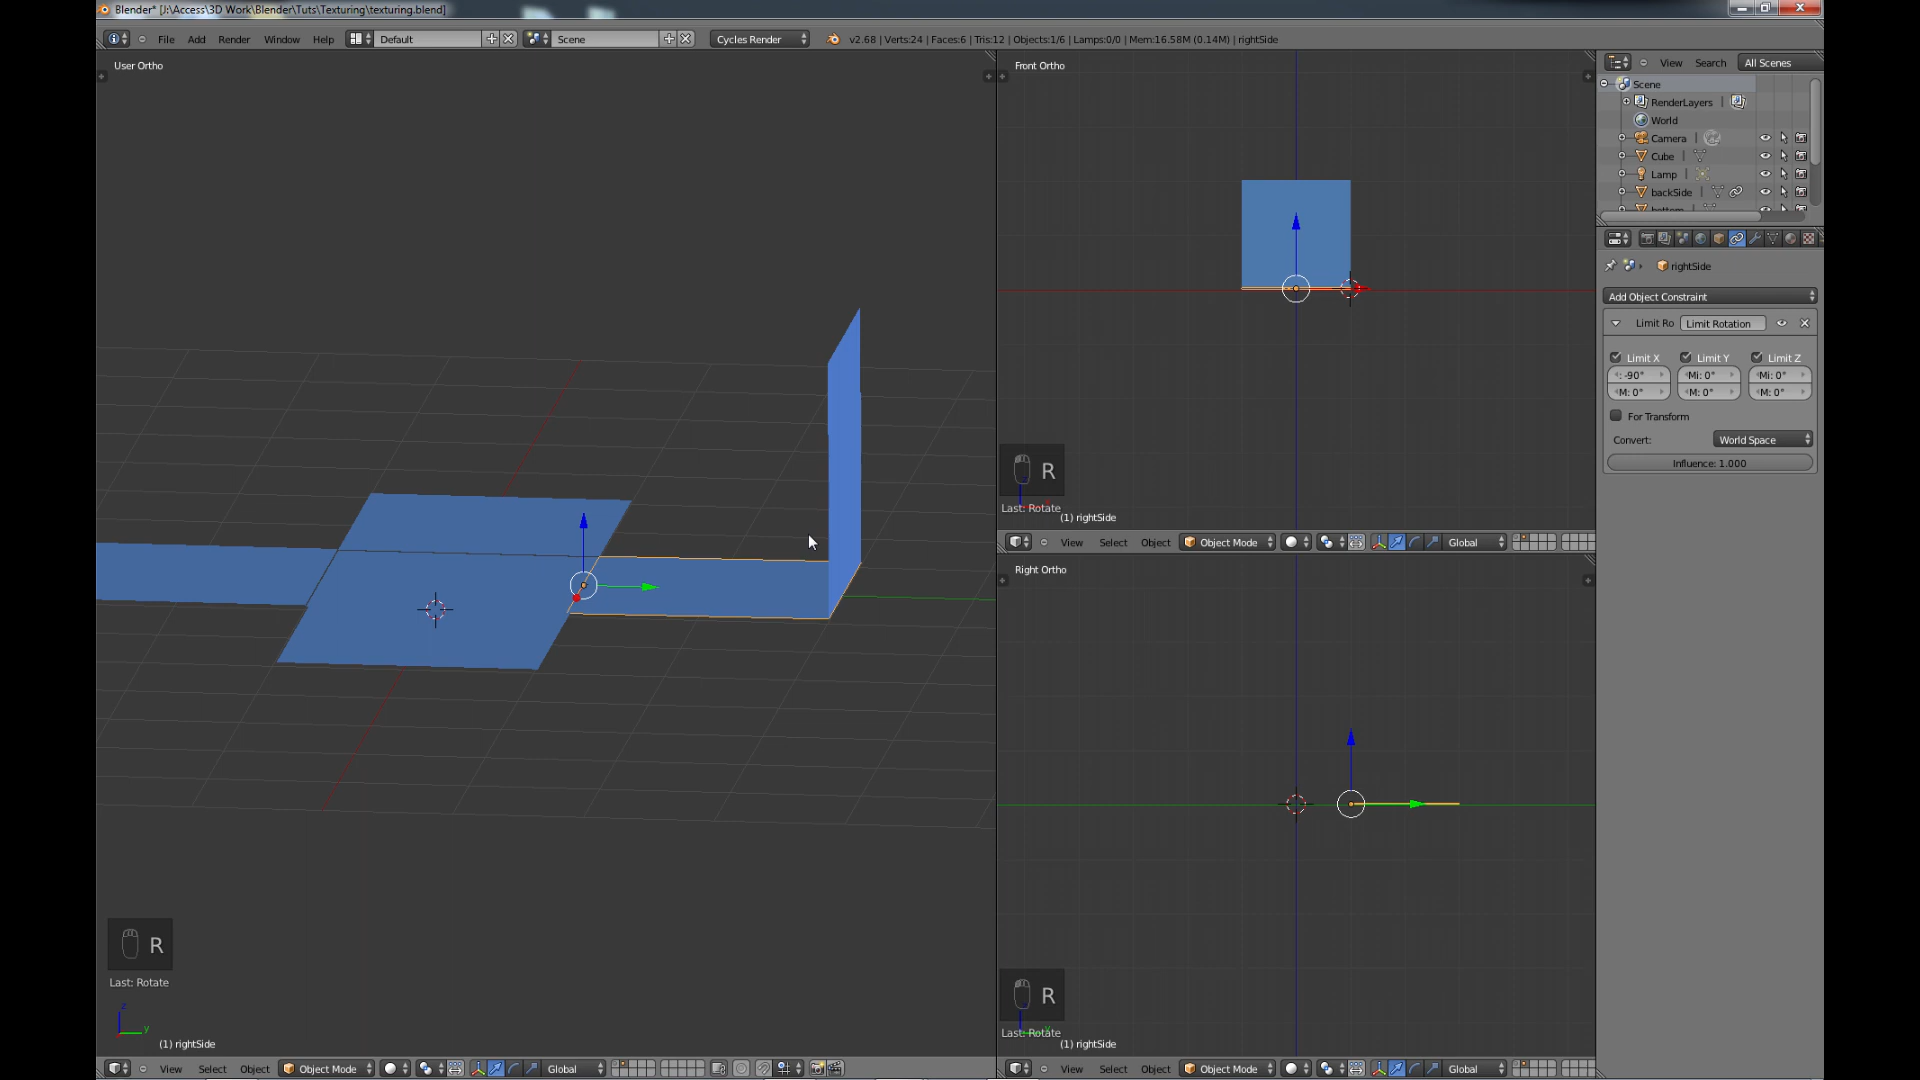 Blender* [J:\Access\3D Work\Blender\Tuts\Texturing\texturing.blend]
File Add Render Window Help Default Scene Cycles Render v2.68 | Verts:24 | Faces:6 | Tris:12 | Objects:1/6 | Lamps:0/0 | Mem:16.58M (0.14M) | rightSide
User Ortho
R
Last: Rotate
z
y
(1) rightSide
View Select Object Object Mode Global
Front Ortho
R
Last: Rotate
(1) rightSide
View Select Object Object Mode Global
Right Ortho
R
Last: Rotate
(1) rightSide
View Select Object Object Mode Global
View Search All Scenes
Scene
RenderLayers
World
Camera
Cube
Lamp
backSide
rightSide
Add Object Constraint
Limit Ro Limit Rotation
Limit X Limit Y Limit Z
: -90° Mi: 0° Mi: 0°
M: 0° M: 0° M: 0°
For Transform
Convert: World Space
Influence: 1.000